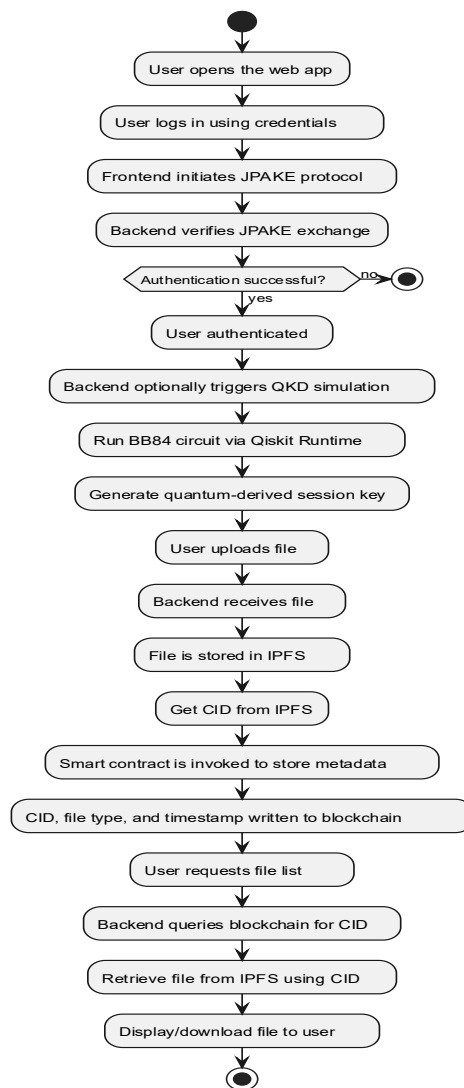 User opens the web app
User logs in using credentials
Frontend initiates JPAKE protocol
Backend verifies JPAKE exchange
Authentication successful?
no
yes
User authenticated
Backend optionally triggers QKD simulation
Run BB84 circuit via Qiskit Runtime
Generate quantum-derived session key
User uploads file
Backend receives file
File is stored in IPFS
Get CID from IPFS
Smart contract is invoked to store metadata
CID, file type, and timestamp written to blockchain
User requests file list
Backend queries blockchain for CID
Retrieve file from IPFS using CID
Display/download file to user